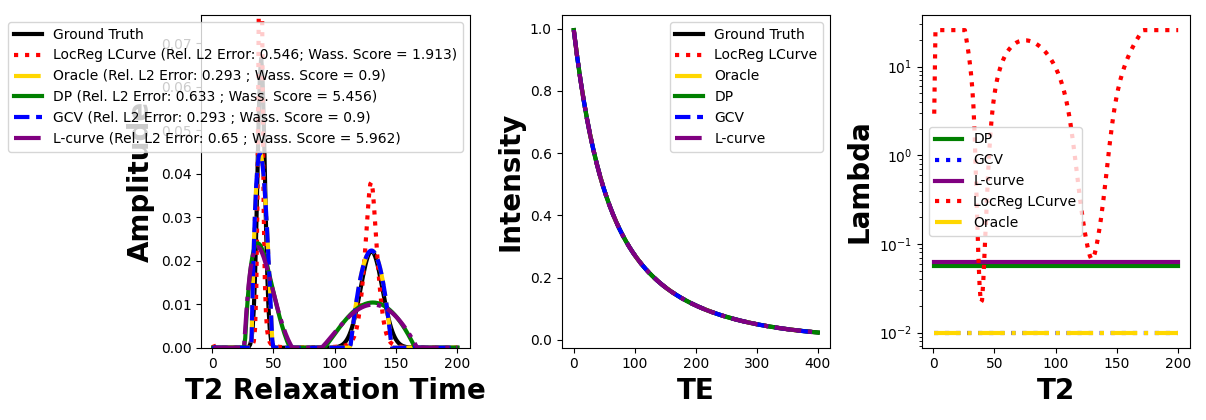 Ground Truth
LocReg LCurve (Rel. L2 Error: 0.546; Wass. Score = 1.913)
Oracle (Rel. L2 Error: 0.293 ; Wass. Score = 0.9)
DP (Rel. L2 Error: 0.633 ; Wass. Score = 5.456)
GCV (Rel. L2 Error: 0.293 ; Wass. Score = 0.9)
L-curve (Rel. L2 Error: 0.65 ; Wass. Score = 5.962)
Amplitude
0.07
0.06
0.05
0.04
0.03
0.02
0.01
0.00
0
50
100
150
200
T2 Relaxation Time
Ground Truth
LocReg LCurve
Oracle
DP
GCV
L-curve
Intensity
1.0
0.8
0.6
0.4
0.2
0.0
0
100
200
300
400
TE
DP
GCV
L-curve
LocReg LCurve
Oracle
Lambda
10¹
10⁰
10⁻¹
10⁻²
0
50
100
150
200
T2